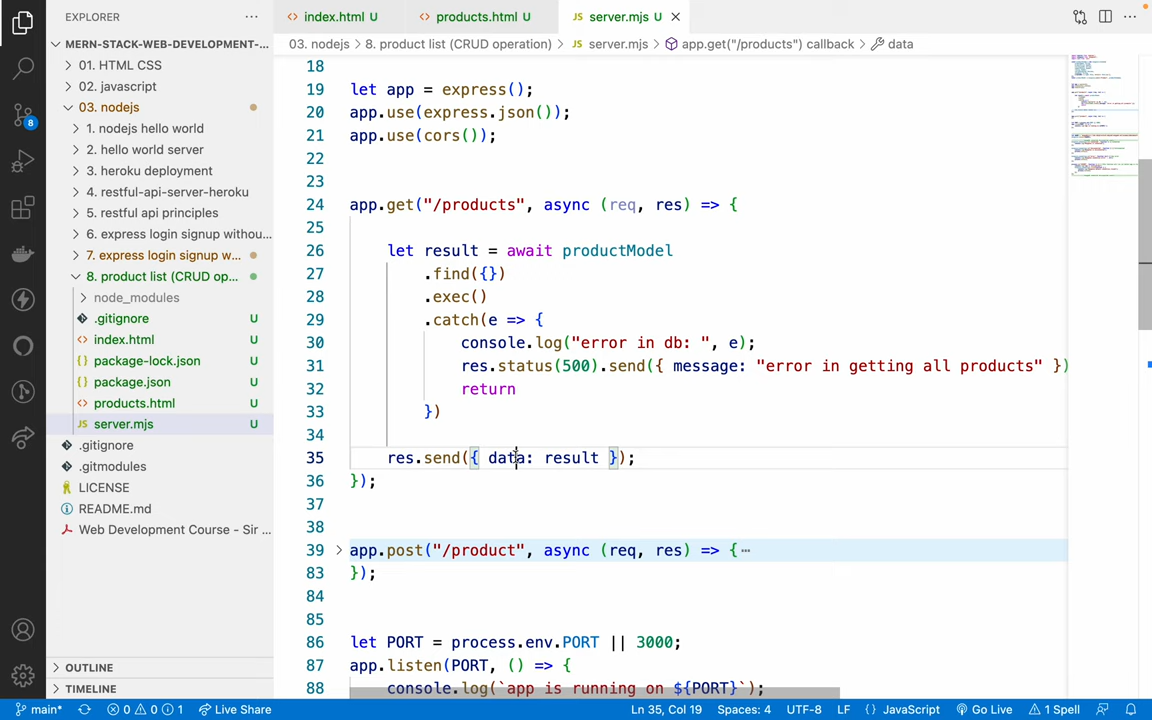 EXPLORER
index.html U
products.html U
JS server.mjs U
MERN-STACK-WEB-DEVELOPMENT-...
03. nodejs > 8. product list (CRUD operation) > JS server.mjs > app.get("/products") callback > data
01. HTML CSS
02. javascript
03. nodejs
1. nodejs hello world
2. hello world server
3. heroku deployment
4. restful-api-server-heroku
5. restful api principles
6. express login signup withou...
7. express login signup w...
8. product list (CRUD op...
node_modules
.gitignore U
index.html U
package-lock.json U
package.json U
products.html U
JS server.mjs U
.gitignore
.gitmodules
LICENSE
README.md
Web Development Course - Sir ...
OUTLINE
TIMELINE
8
18
19 let app = express();
20 app.use(express.json());
21 app.use(cors());
22
23
24 app.get("/products", async (req, res) => {
25
26 let result = await productModel
27 .find({})
28 .exec()
29 .catch(e => {
30 console.log("error in db: ", e);
31 res.status(500).send({ message: "error in getting all products" })
32 return
33 })
34
35 res.send({ data: result });
36 });
37
38
39 app.post("/product", async (req, res) => {…
83 });
84
85
86 let PORT = process.env.PORT || 3000;
87 app.listen(PORT, () => {
88 console.log(`app is running on ${PORT}`);
main* 0 0 1 Live Share Ln 35, Col 19 Spaces: 4 UTF-8 LF {} JavaScript Go Live 1 Spell